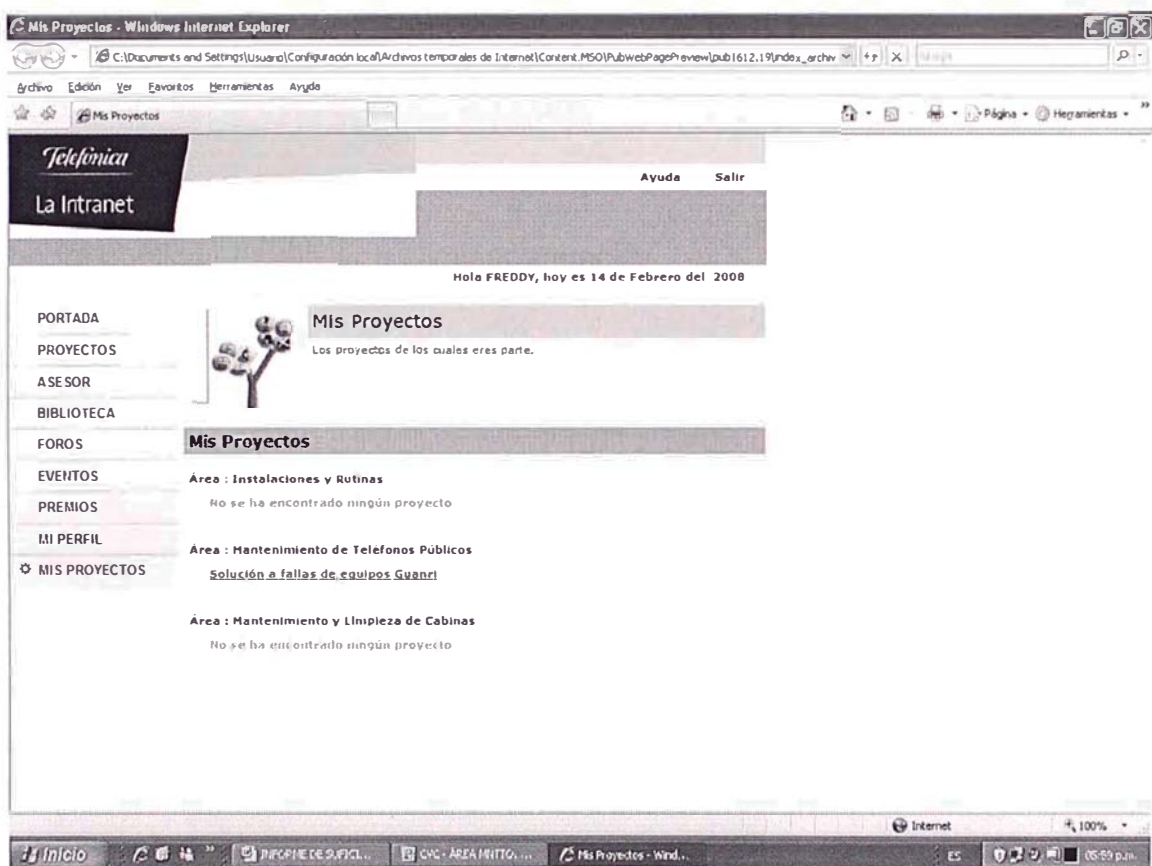 Mis Proyectos - Windows Internet Explorer
C:\Documents and Settings\Usuario\Configuración local\Archivos temporales de Internet\Content.MSO\PubwebPagePreview\pub1612.19\index_archiv
Archivo Edición Ver Favoritos Herramientas Ayuda
Mis Proyectos
Página Herramientas
Telefónica
La Intranet
Ayuda Salir
Hola FREDDY, hoy es 14 de Febrero del 2008
PORTADA
PROYECTOS
ASESOR
BIBLIOTECA
FOROS
EVENTOS
PREMIOS
MI PERFIL
MIS PROYECTOS
Mis Proyectos
Los proyectos de los cuales eres parte.
Mis Proyectos
Área : Instalaciones y Rutinas
No se ha encontrado ningún proyecto
Área : Mantenimiento de Teléfonos Públicos
Solución a fallas de equipos Guanri
Área : Mantenimiento y Limpieza de Cabinas
No se ha encontrado ningún proyecto
Internet 100%
Inicio INFORME DE SUFICI... CVC - ÁREA MNTTO. ... Mis Proyectos - Wind... ES 05:59 p.m.